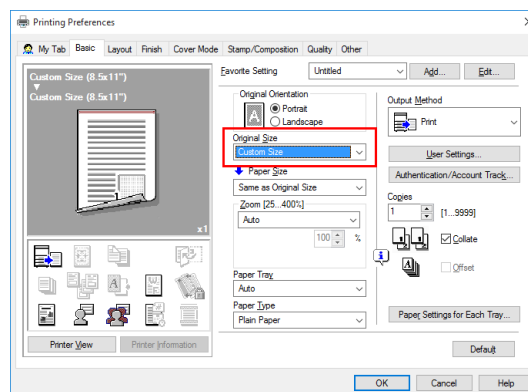 Printing Preferences
My Tab Basic Layout Finish Cover Mode Stamp/Composition Quality Other
Custom Size (8.5x11")
Custom Size (8.5x11")
x1
Printer View Printer Information
Favorite Setting Untitled Add... Edit...
Original Orientation
A
Portrait
Landscape
Original Size
Custom Size
Paper Size
Same as Original Size
Zoom [25...400%]
Auto
100 %
Paper Tray
Auto
Paper Type
Plain Paper
Output Method
Print
User Settings...
Authentication/Account Track...
Copies
1 [1...9999]
Collate
Offset
Paper Settings for Each Tray...
Default
OK Cancel Help